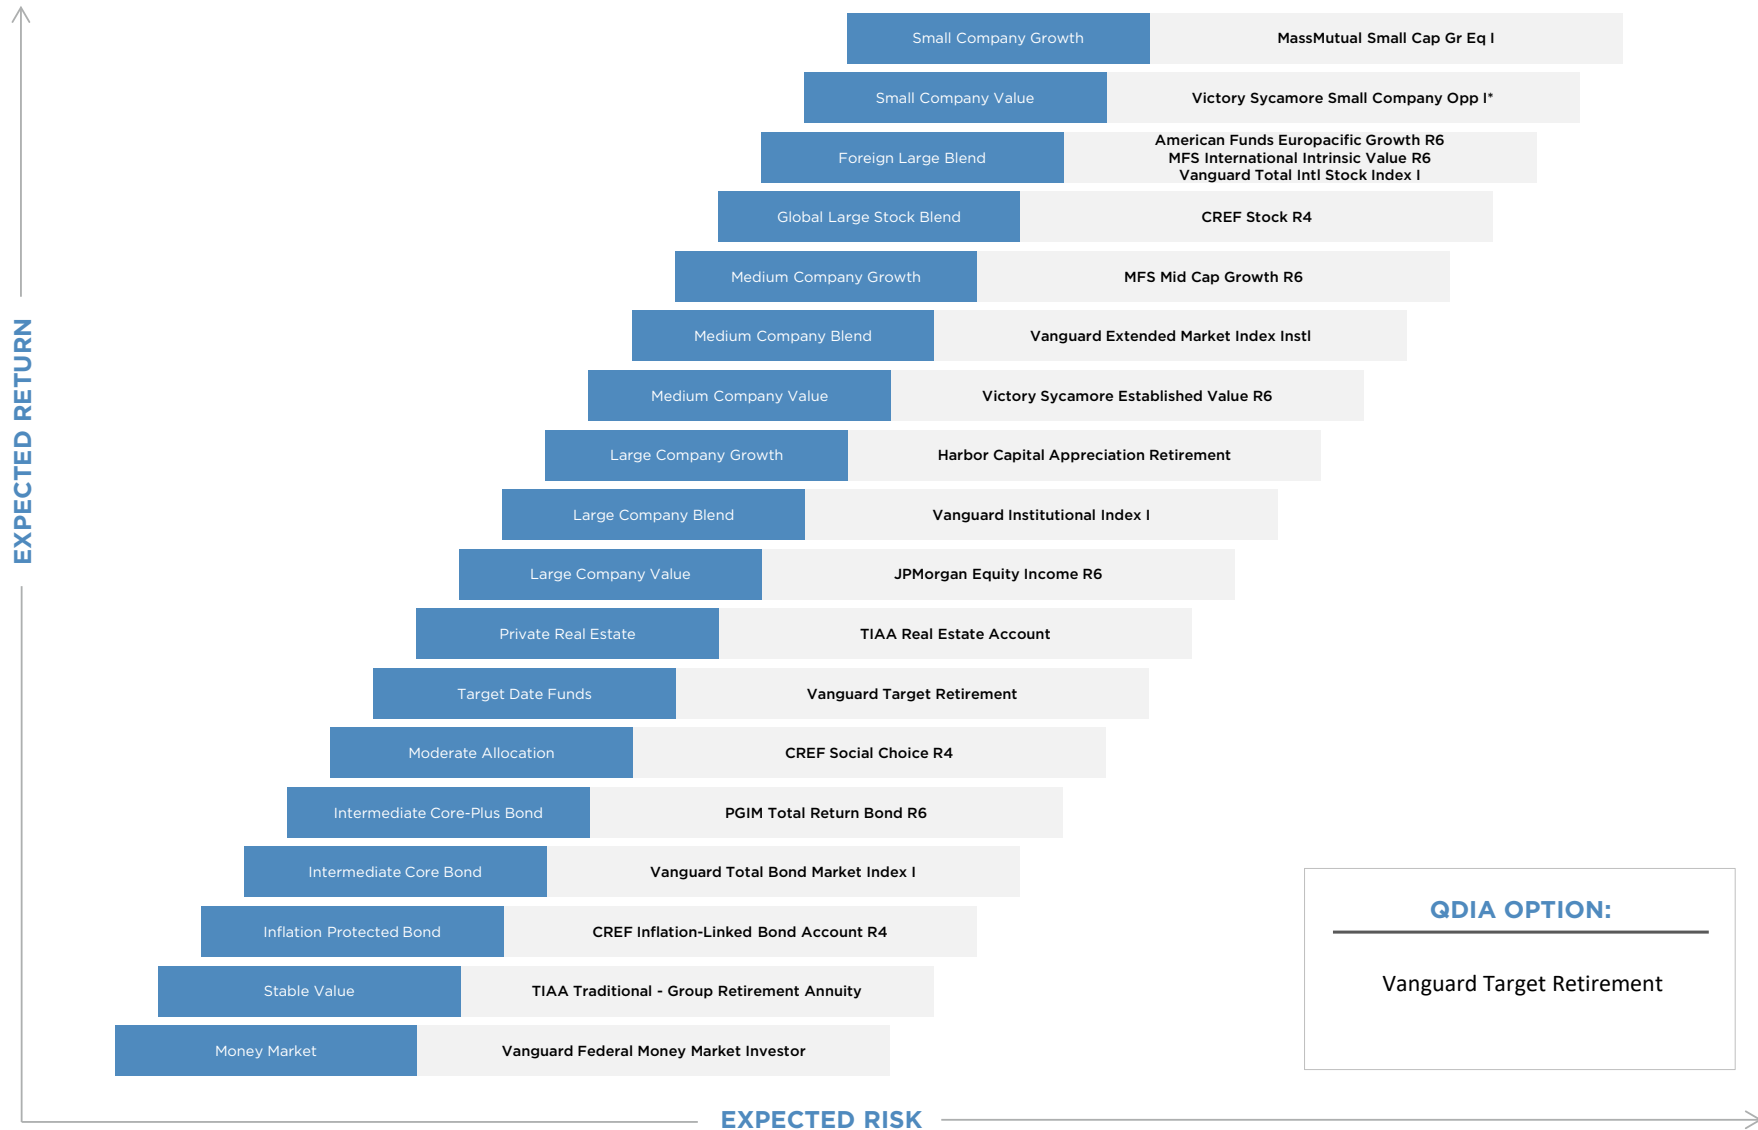 Small Company Growth
MassMutual Small Cap Gr Eq I
Small Company Value
Victory Sycamore Small Company Opp I*
Foreign Large Blend
American Funds Europacific Growth R6
MFS International Intrinsic Value R6
Vanguard Total Intl Stock Index I
Global Large Stock Blend
CREF Stock R4
Medium Company Growth
MFS Mid Cap Growth R6
Medium Company Blend
Vanguard Extended Market Index Instl
Medium Company Value
Victory Sycamore Established Value R6
Large Company Growth
Harbor Capital Appreciation Retirement
Large Company Blend
Vanguard Institutional Index I
Large Company Value
JPMorgan Equity Income R6
Private Real Estate
TIAA Real Estate Account
Target Date Funds
Vanguard Target Retirement
Moderate Allocation
CREF Social Choice R4
Intermediate Core-Plus Bond
PGIM Total Return Bond R6
Intermediate Core Bond
Vanguard Total Bond Market Index I
Inflation Protected Bond
CREF Inflation-Linked Bond Account R4
Stable Value
TIAA Traditional - Group Retirement Annuity
Money Market
Vanguard Federal Money Market Investor
EXPECTED RETURN
EXPECTED RISK
QDIA OPTION:
Vanguard Target Retirement